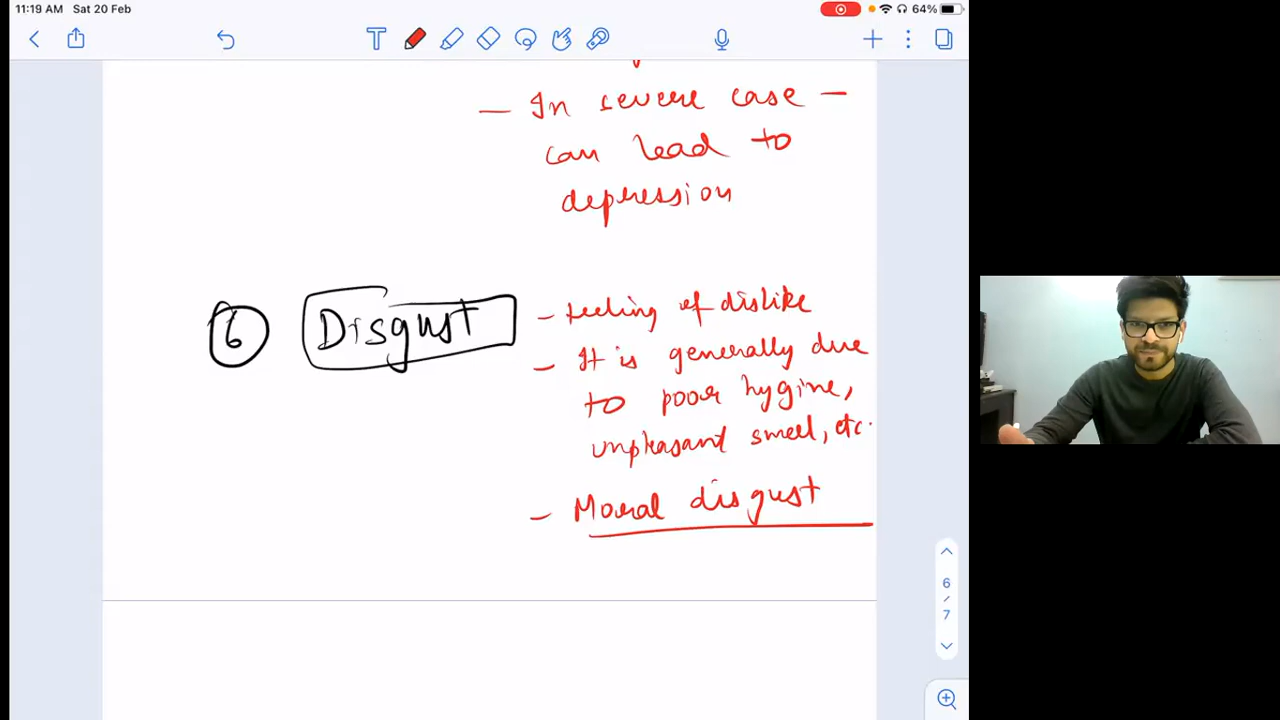 11:19 AM Sat 20 Feb
64%
— In severe case —
can lead to
depression
6 Disgust
- feeling of dislike
- It is generally due
to poor hygine,
unpleasant smell, etc.
- Moral disgust
6
/
7